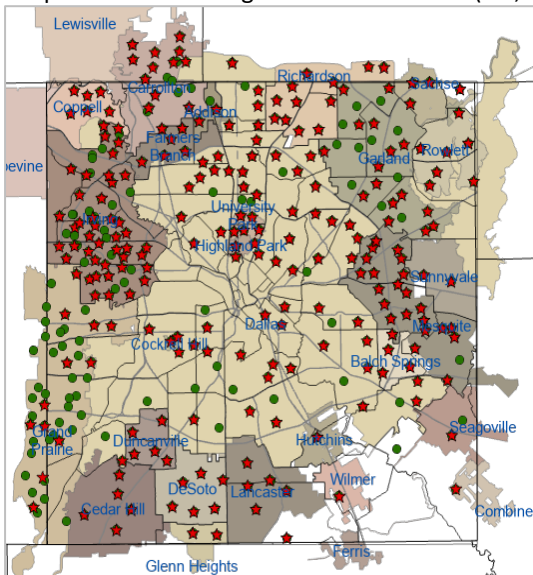 Lewisville
Richardson
Sachse
Carrollton
Coppell
Addison
Farmers
Branch
Garland
Rowlett
pevine
University
Park
Irving
Highland Park
Sunnyvale
Dallas
Mesquite
Cockrell Hill
Balch Springs
Grand
Prairie
Duncanville
Hutchins
Seagoville
DeSoto
Lancaster
Wilmer
Cedar Hill
Combine
Ferris
Glenn Heights